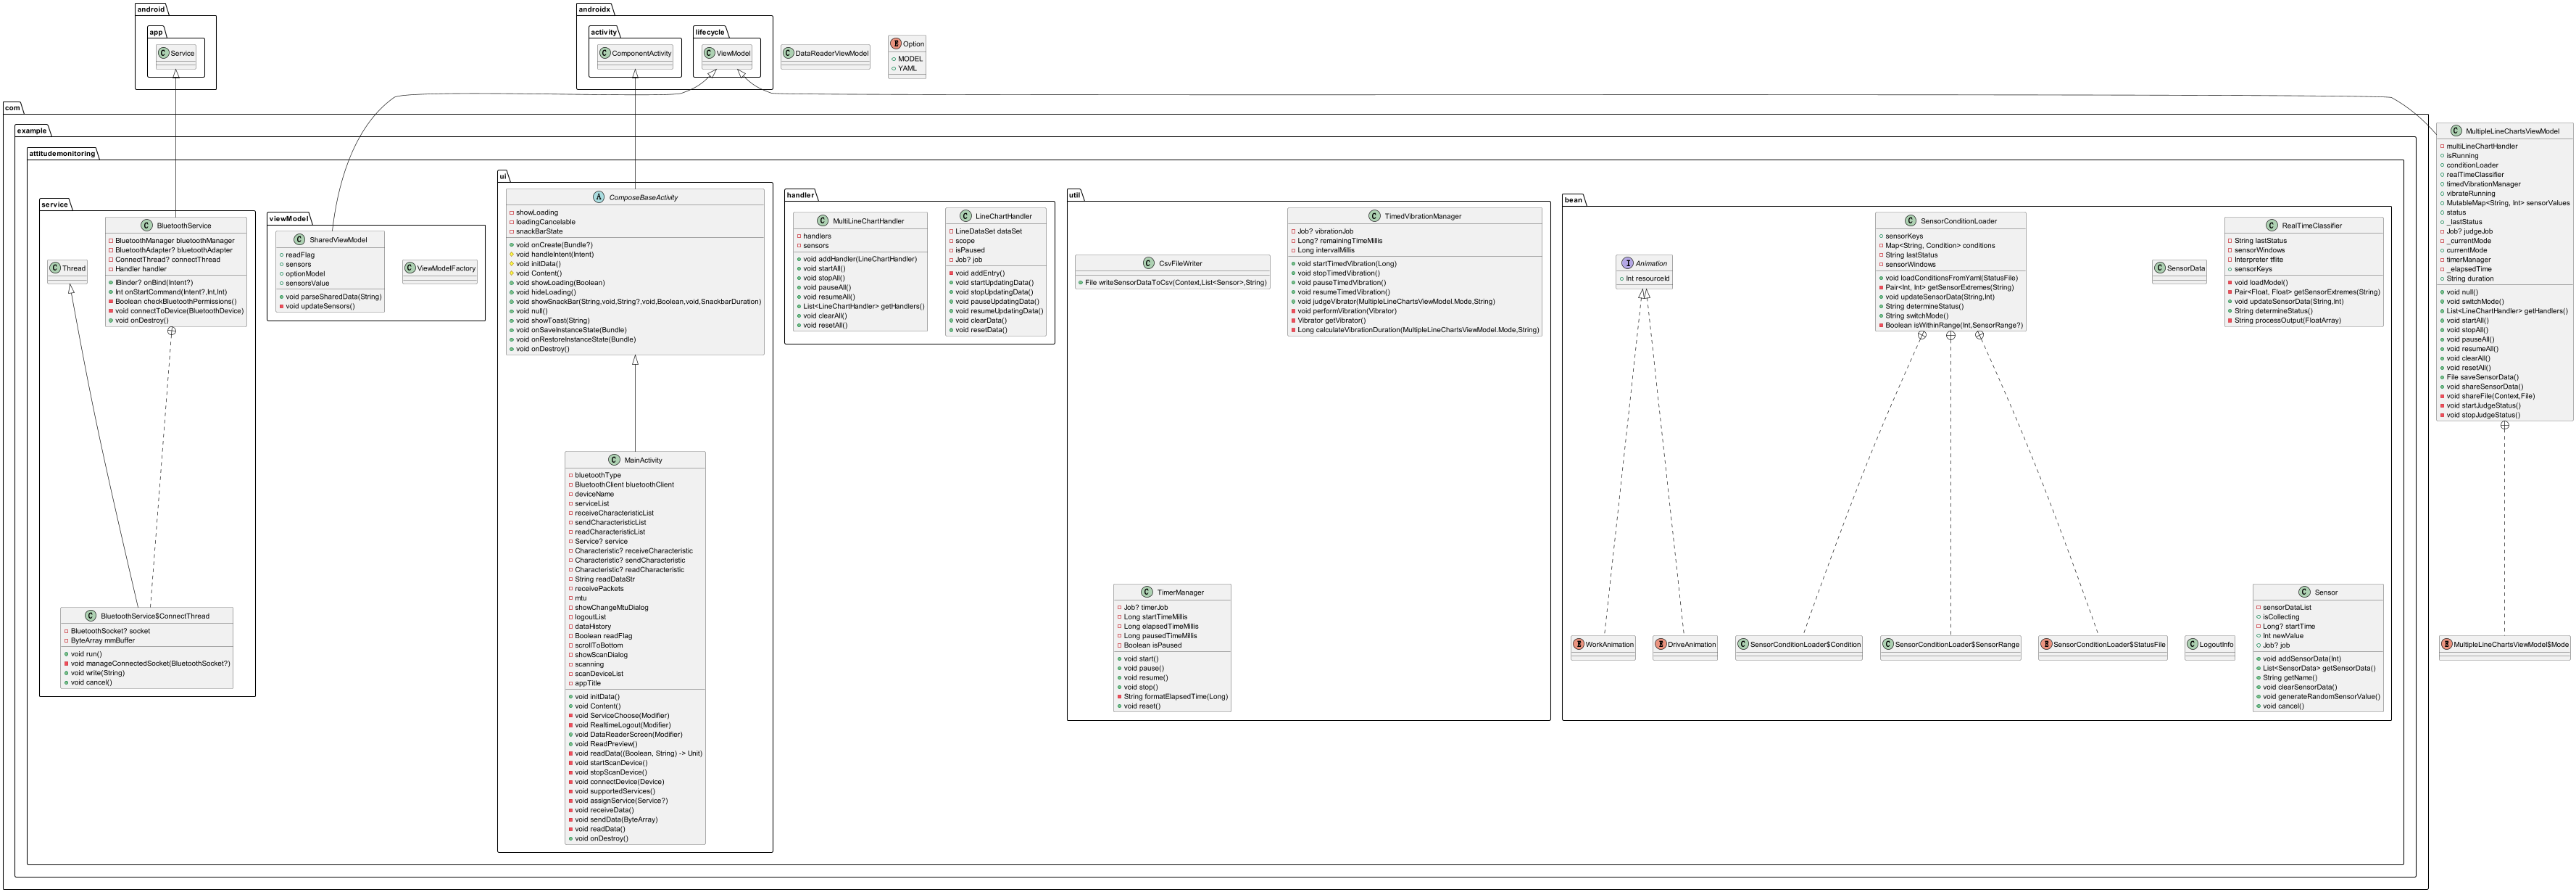 android
app
C Service
androidx
activity
C ComponentActivity
lifecycle
C ViewModel
C DataReaderViewModel
E Option
MODEL
YAML
com
example
attitudemonitoring
service
C BluetoothService
BluetoothManager bluetoothManager
BluetoothAdapter? bluetoothAdapter
ConnectThread? connectThread
Handler handler
IBinder? onBind(Intent?)
Int onStartCommand(Intent?,Int,Int)
Boolean checkBluetoothPermissions()
void connectToDevice(BluetoothDevice)
void onDestroy()
C Thread
C BluetoothService$ConnectThread
BluetoothSocket? socket
ByteArray mmBuffer
void run()
void manageConnectedSocket(BluetoothSocket?)
void write(String)
void cancel()
viewModel
C SharedViewModel
readFlag
sensors
optionModel
sensorsValue
void parseSharedData(String)
void updateSensors()
C ViewModelFactory
ui
A ComposeBaseActivity
showLoading
loadingCancelable
snackBarState
void onCreate(Bundle?)
void handleIntent(Intent)
void initData()
void Content()
void showLoading(Boolean)
void hideLoading()
void showSnackBar(String,void,String?,void,Boolean,void,SnackbarDuration)
void null()
void showToast(String)
void onSaveInstanceState(Bundle)
void onRestoreInstanceState(Bundle)
void onDestroy()
C MainActivity
bluetoothType
BluetoothClient bluetoothClient
deviceName
serviceList
receiveCharacteristicList
sendCharacteristicList
readCharacteristicList
Service? service
Characteristic? receiveCharacteristic
Characteristic? sendCharacteristic
Characteristic? readCharacteristic
String readDataStr
receivePackets
mtu
showChangeMtuDialog
logoutList
dataHistory
Boolean readFlag
scrollToBottom
showScanDialog
scanning
scanDeviceList
appTitle
void initData()
void Content()
void ServiceChoose(Modifier)
void RealtimeLogout(Modifier)
void DataReaderScreen(Modifier)
void ReadPreview()
void readData((Boolean, String) -> Unit)
void startScanDevice()
void stopScanDevice()
void connectDevice(Device)
void supportedServices()
void assignService(Service?)
void receiveData()
void sendData(ByteArray)
void readData()
void onDestroy()
handler
C MultiLineChartHandler
handlers
sensors
void addHandler(LineChartHandler)
void startAll()
void stopAll()
void pauseAll()
void resumeAll()
List<LineChartHandler> getHandlers()
void clearAll()
void resetAll()
C LineChartHandler
LineDataSet dataSet
scope
isPaused
Job? job
void addEntry()
void startUpdatingData()
void stopUpdatingData()
void pauseUpdatingData()
void resumeUpdatingData()
void clearData()
void resetData()
util
C CsvFileWriter
File writeSensorDataToCsv(Context,List<Sensor>,String)
C TimedVibrationManager
Job? vibrationJob
Long? remainingTimeMillis
Long intervalMillis
void startTimedVibration(Long)
void stopTimedVibration()
void pauseTimedVibration()
void resumeTimedVibration()
void judgeVibrator(MultipleLineChartsViewModel.Mode,String)
void performVibration(Vibrator)
Vibrator getVibrator()
Long calculateVibrationDuration(MultipleLineChartsViewModel.Mode,String)
C TimerManager
Job? timerJob
Long startTimeMillis
Long elapsedTimeMillis
Long pausedTimeMillis
Boolean isPaused
void start()
void pause()
void resume()
void stop()
String formatElapsedTime(Long)
void reset()
bean
I Animation
Int resourceId
E WorkAnimation
E DriveAnimation
C SensorConditionLoader
sensorKeys
Map<String, Condition> conditions
String lastStatus
sensorWindows
void loadConditionsFromYaml(StatusFile)
Pair<Int, Int> getSensorExtremes(String)
void updateSensorData(String,Int)
String determineStatus()
String switchMode()
Boolean isWithinRange(Int,SensorRange?)
C SensorConditionLoader$Condition
C SensorConditionLoader$SensorRange
E SensorConditionLoader$StatusFile
C SensorData
C RealTimeClassifier
String lastStatus
sensorWindows
Interpreter tflite
sensorKeys
void loadModel()
Pair<Float, Float> getSensorExtremes(String)
void updateSensorData(String,Int)
String determineStatus()
String processOutput(FloatArray)
C LogoutInfo
C Sensor
sensorDataList
isCollecting
Long? startTime
Int newValue
Job? job
void addSensorData(Int)
List<SensorData> getSensorData()
String getName()
void clearSensorData()
void generateRandomSensorValue()
void cancel()
C MultipleLineChartsViewModel
multiLineChartHandler
isRunning
conditionLoader
realTimeClassifier
timedVibrationManager
vibrateRunning
MutableMap<String, Int> sensorValues
status
_lastStatus
Job? judgeJob
_currentMode
currentMode
timerManager
_elapsedTime
String duration
void null()
void switchMode()
List<LineChartHandler> getHandlers()
void startAll()
void stopAll()
void pauseAll()
void resumeAll()
void clearAll()
void resetAll()
File saveSensorData()
void shareSensorData()
void shareFile(Context,File)
void startJudgeStatus()
void stopJudgeStatus()
E MultipleLineChartsViewModel$Mode